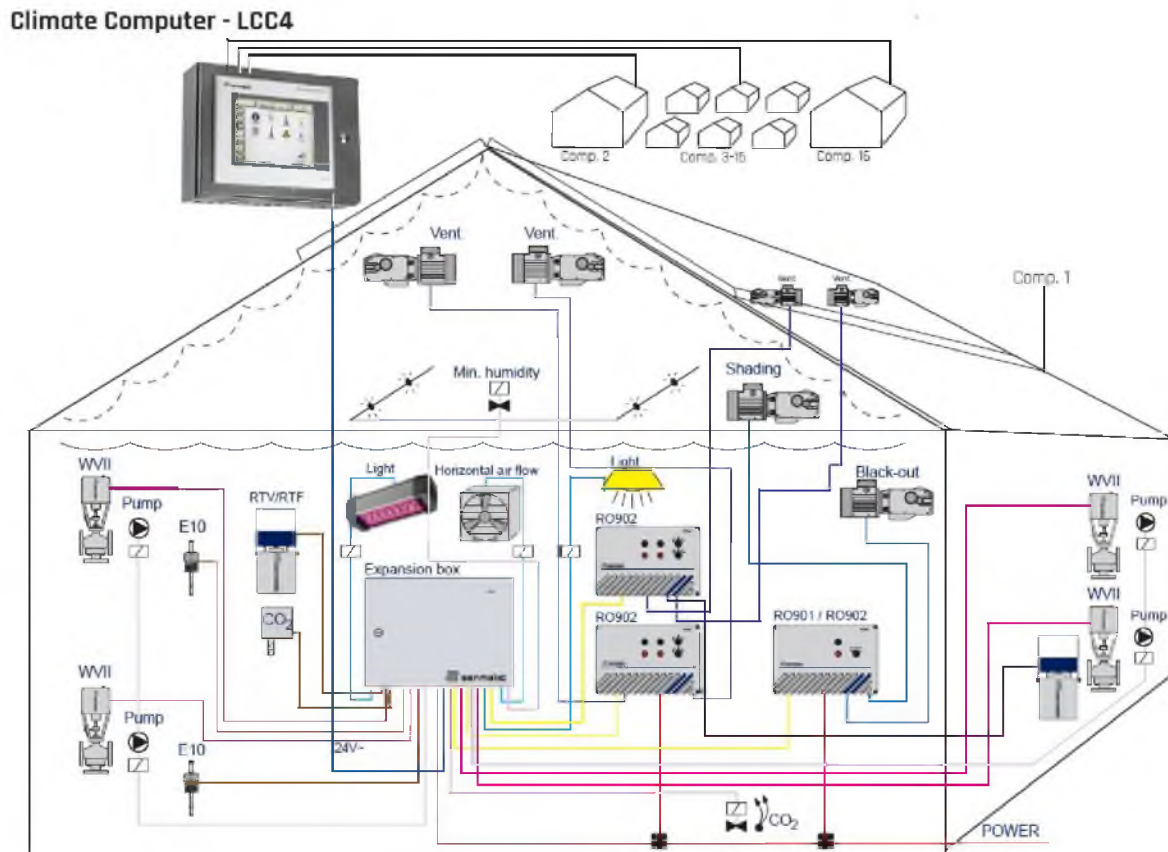 Climate Computer - LCC4
Comp. 2
Comp. 3-15
Comp. 16
Vent.
Vent.
Vent.
Vent.
Comp. 1
Shading
Min. humidity
WVII
Pump
E10
RTV/RTF
Light
Horizontal air flow
Light
Black-out
WVII
Pump
RO902
Expansion box
CO2
RO902
RO901 / RO902
WVII
Pump
senmatic
WVII
Pump
E10
24V~
CO2
POWER